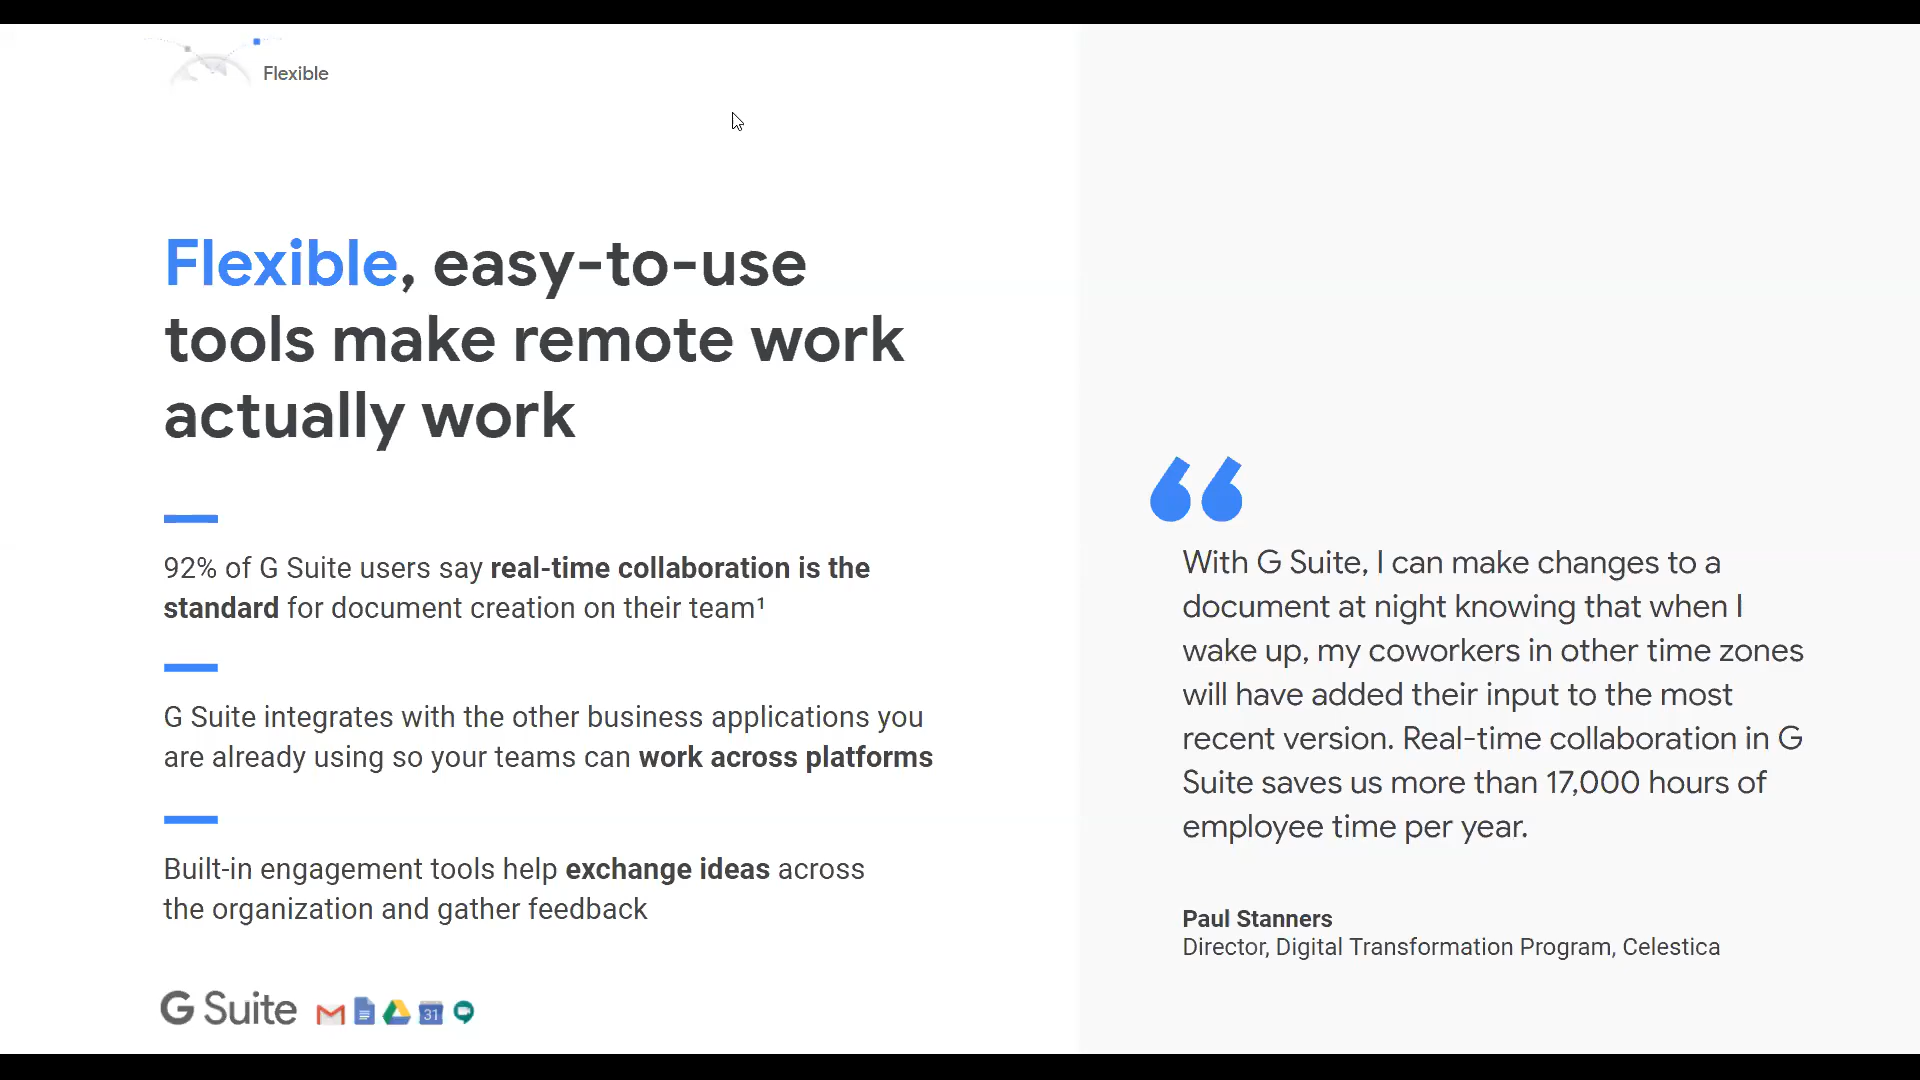 Flexible
Flexible, easy-to-use
tools make remote work
actually work
92% of G Suite users say real-time collaboration is the
standard for document creation on their team¹
G Suite integrates with the other business applications you
are already using so your teams can work across platforms
Built-in engagement tools help exchange ideas across
the organization and gather feedback
G Suite
31
“
With G Suite, I can make changes to a
document at night knowing that when I
wake up, my coworkers in other time zones
will have added their input to the most
recent version. Real-time collaboration in G
Suite saves us more than 17,000 hours of
employee time per year.
Paul Stanners
Director, Digital Transformation Program, Celestica